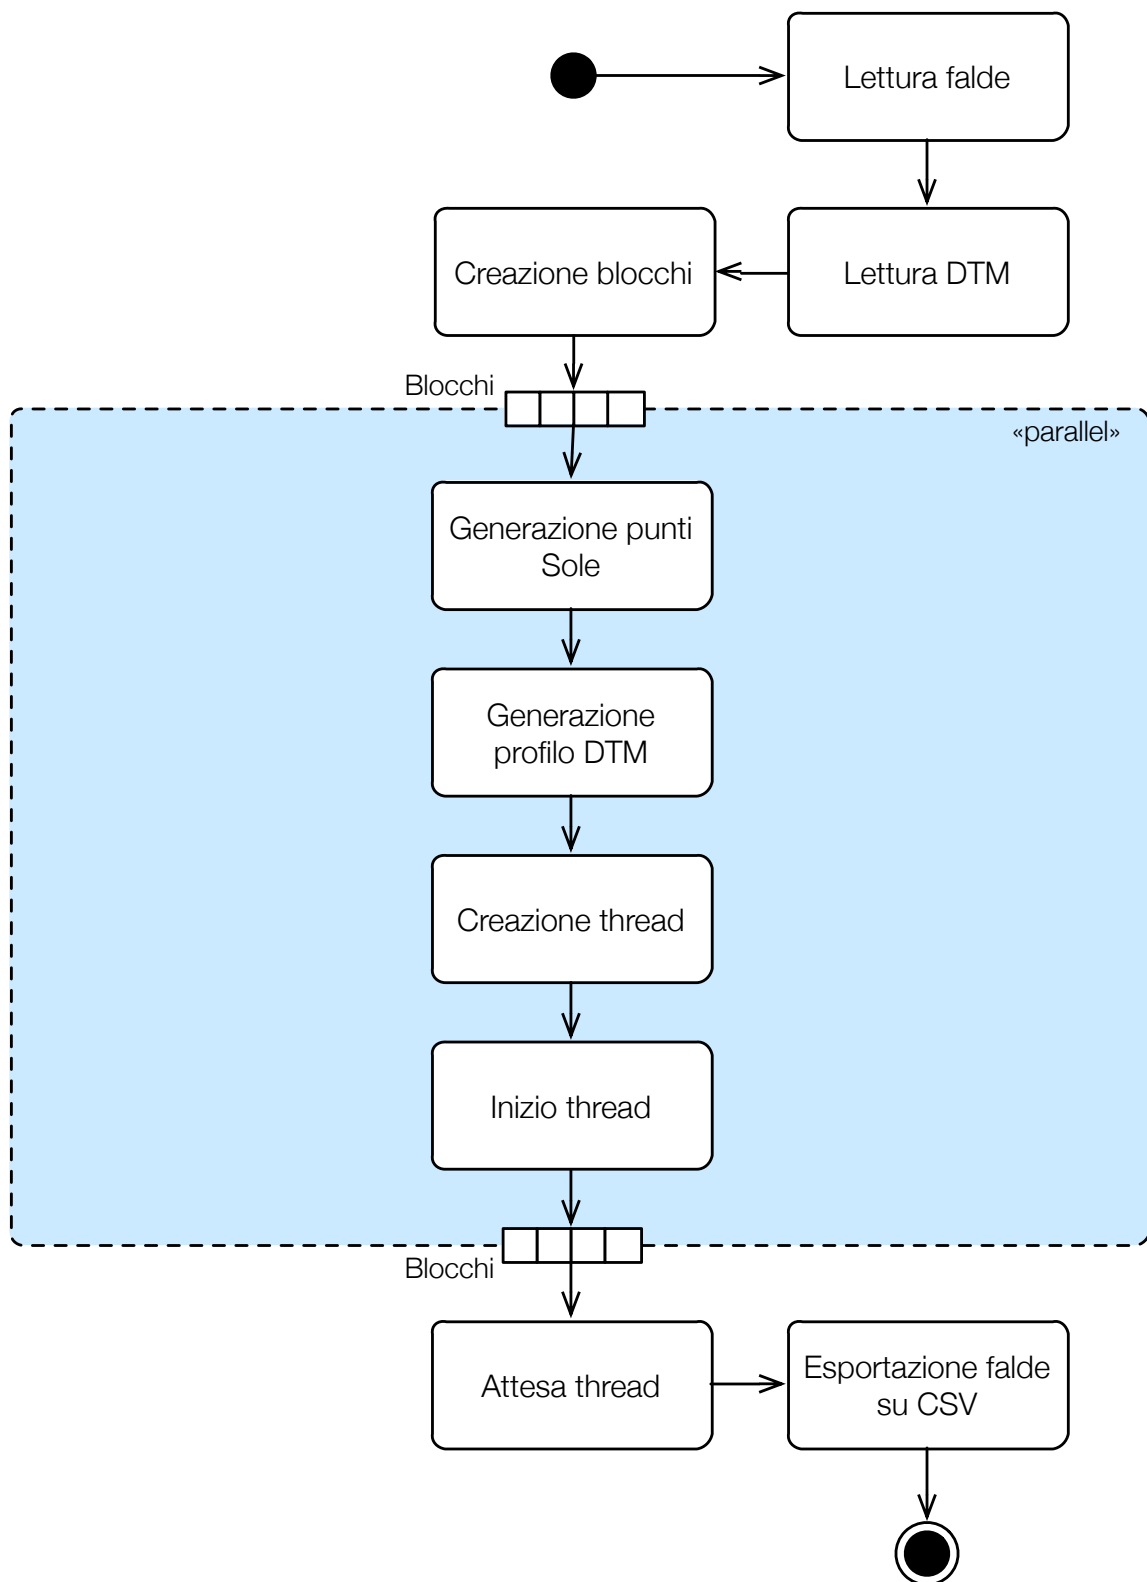 Lettura falde
Lettura DTM
Creazione blocchi
Blocchi
«parallel»
Generazione punti
Sole
Generazione
profilo DTM
Creazione thread
Inizio thread
Blocchi
Attesa thread
Esportazione falde
su CSV